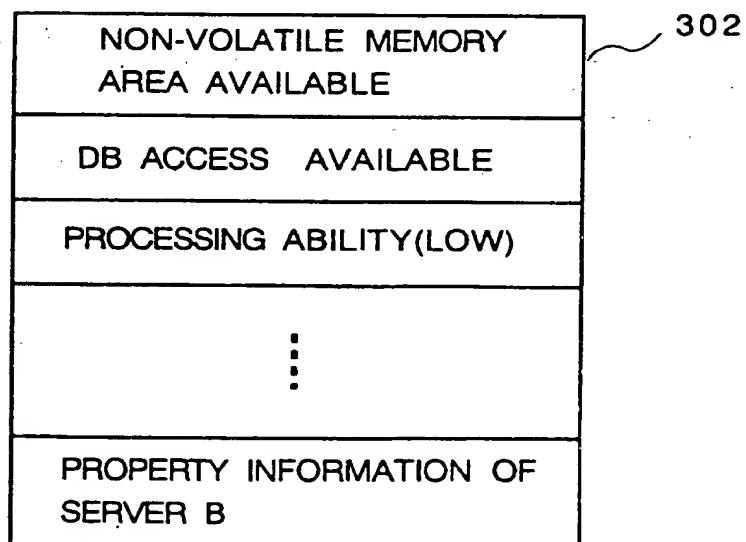 302
NON-VOLATILE MEMORY
AREA AVAILABLE
DB ACCESS AVAILABLE
PROCESSING ABILITY(LOW)
PROPERTY INFORMATION OF
SERVER B